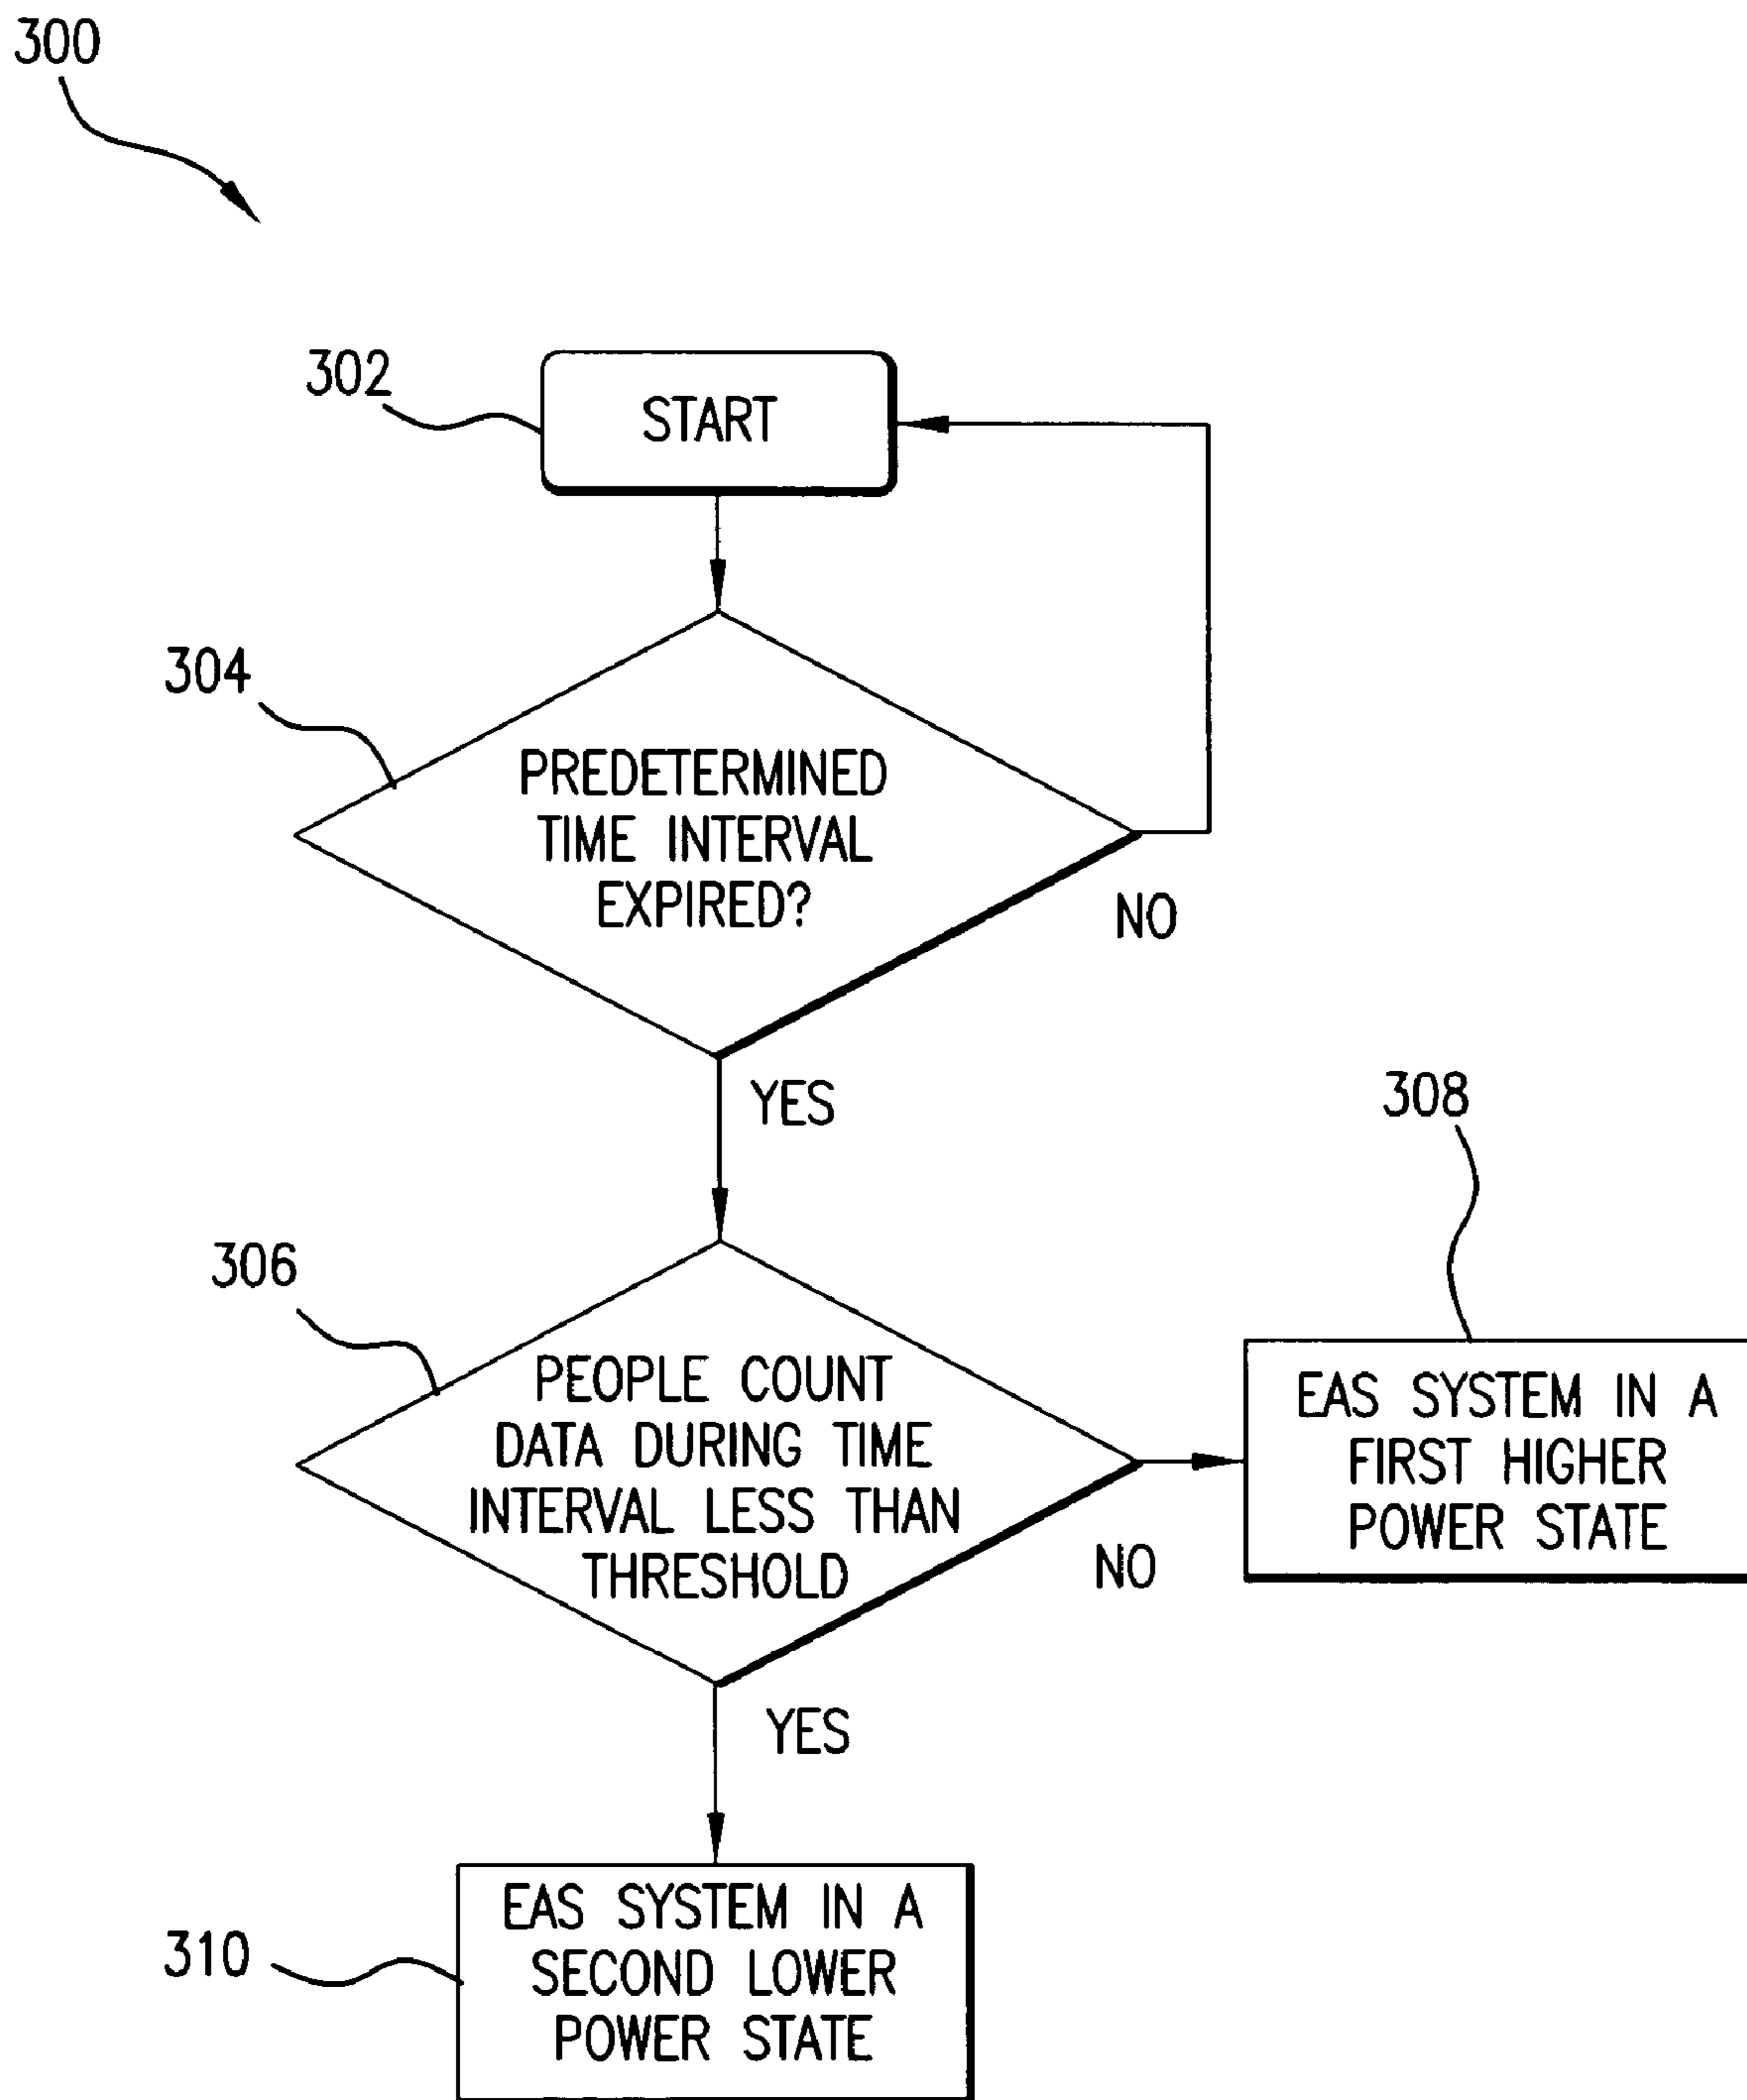 300
302
START
304
PREDETERMINED
TIME INTERVAL
EXPIRED?
NO
YES
308
306
PEOPLE COUNT
DATA DURING TIME
INTERVAL LESS THAN
THRESHOLD
EAS SYSTEM IN A
FIRST HIGHER
POWER STATE
NO
YES
310
EAS SYSTEM IN A
SECOND LOWER
POWER STATE